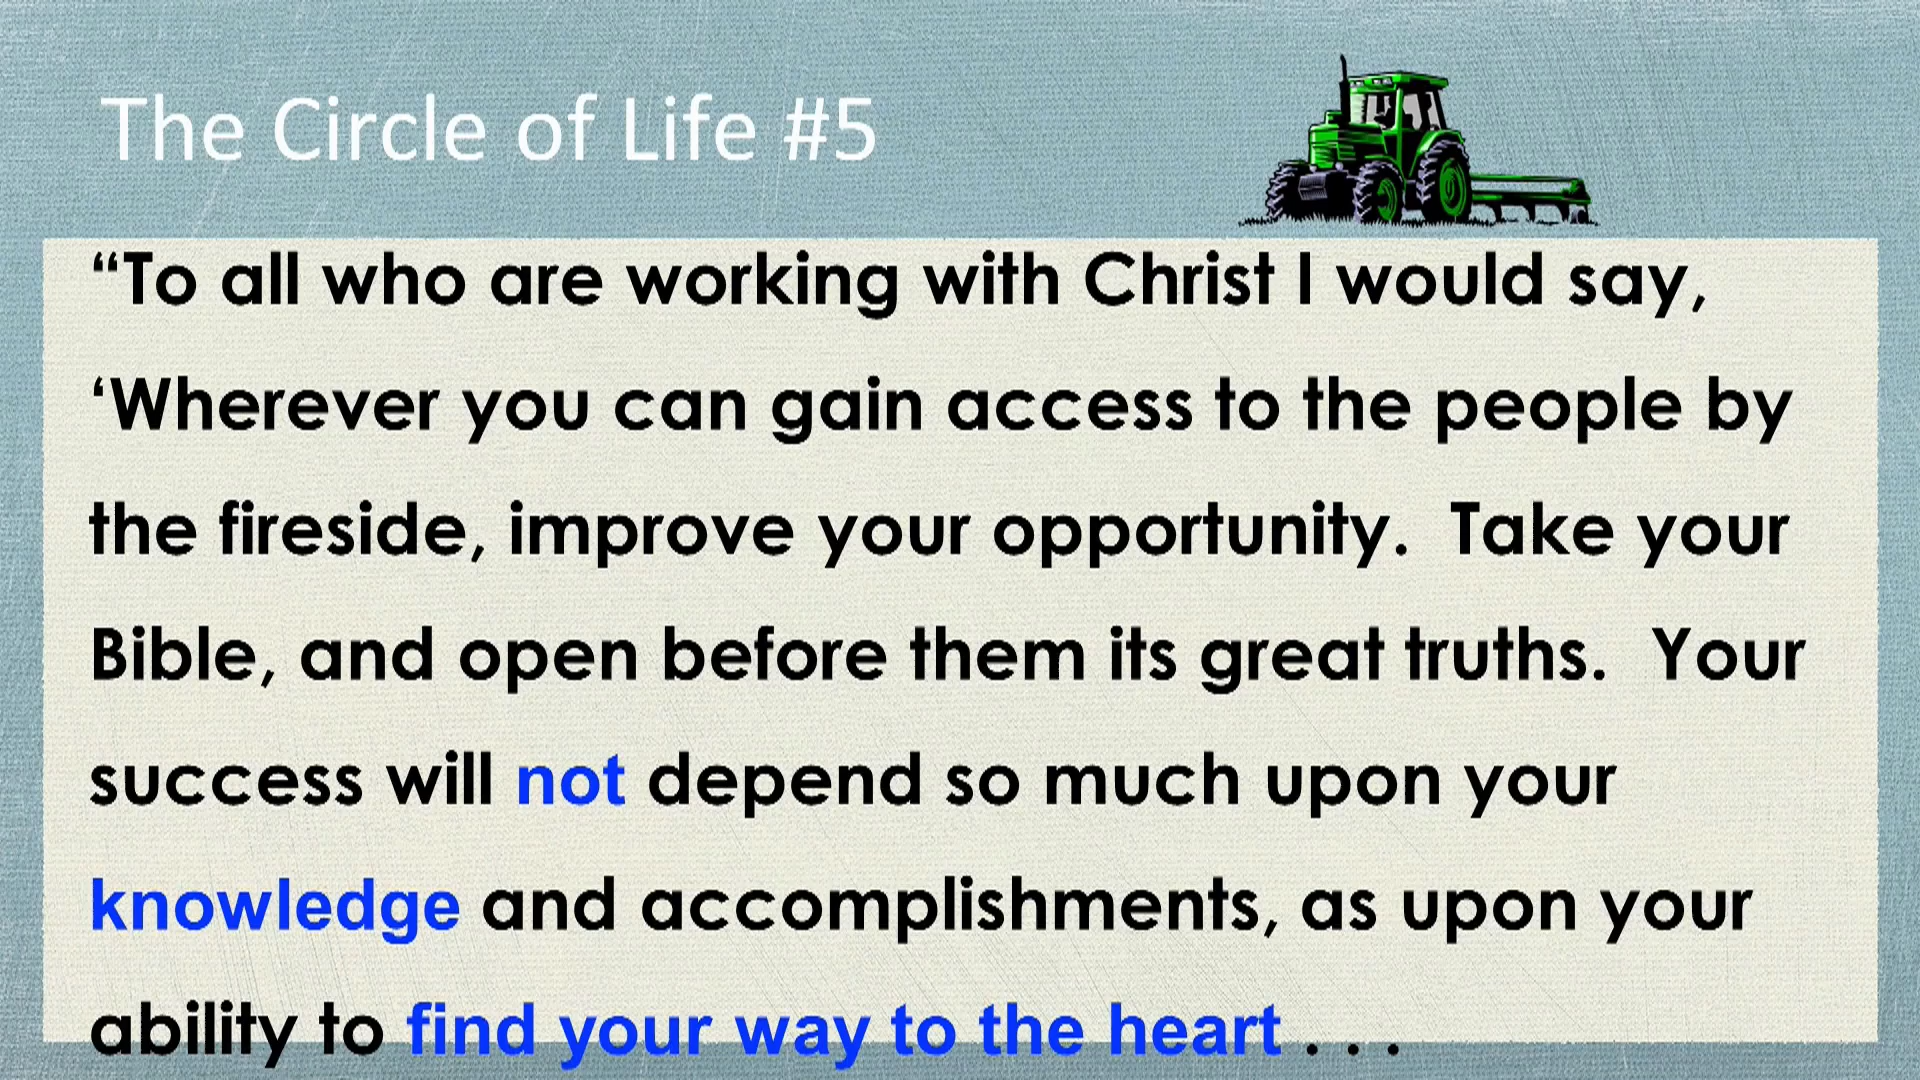 The Circle of Life #5
“To all who are working with Christ I would say,
‘Wherever you can gain access to the people by
the fireside, improve your opportunity.  Take your
Bible, and open before them its great truths.  Your
success will not depend so much upon your
knowledge and accomplishments, as upon your
ability to find your way to the heart . . .